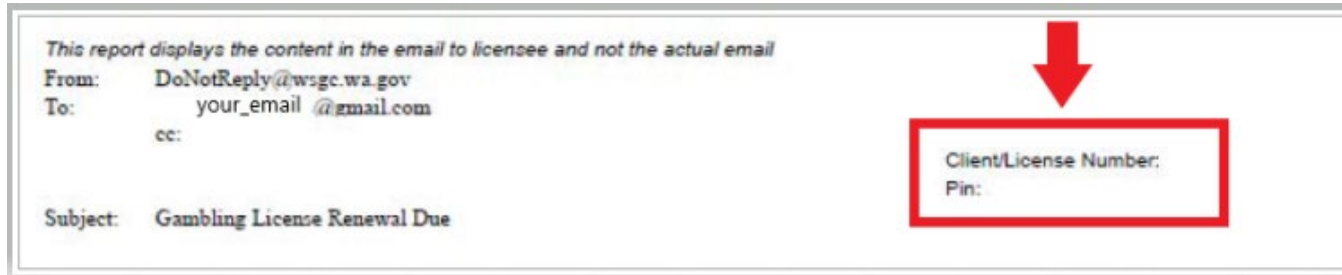 This report displays the content in the email to licensee and not the actual email
From: DoNotReply@wsgc.wa.gov
To: your_email @gmail.com
cc:
Client/License Number:
Pin:
Subject: Gambling License Renewal Due